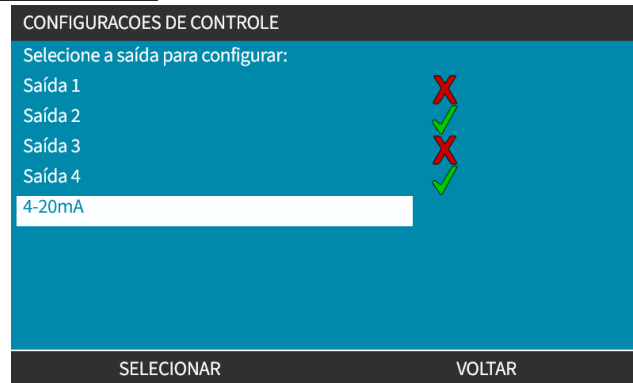 CONFIGURACOES DE CONTROLE
Selecione a saída para configurar:
Saída 1
Saída 2
Saída 3
Saída 4
4-20mA
SELECIONAR VOLTAR